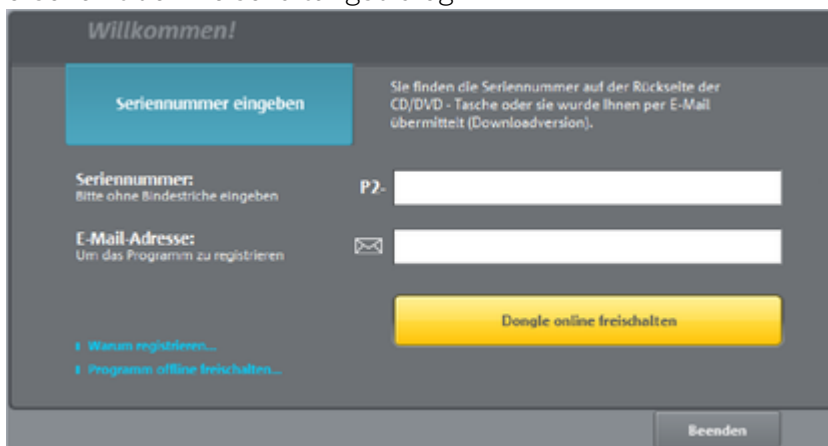 Willkommen!
Seriennummer eingeben
Sie finden die Seriennummer auf der Rückseite der
CD/DVD - Tasche oder sie wurde Ihnen per E-Mail
übermittelt (Downloadversion).
Seriennummer:
Bitte ohne Bindestriche eingeben
P2-
E-Mail-Adresse:
Um das Programm zu registrieren
Dongle online freischalten
Warum registrieren...
Programm offline freischalten...
Beenden